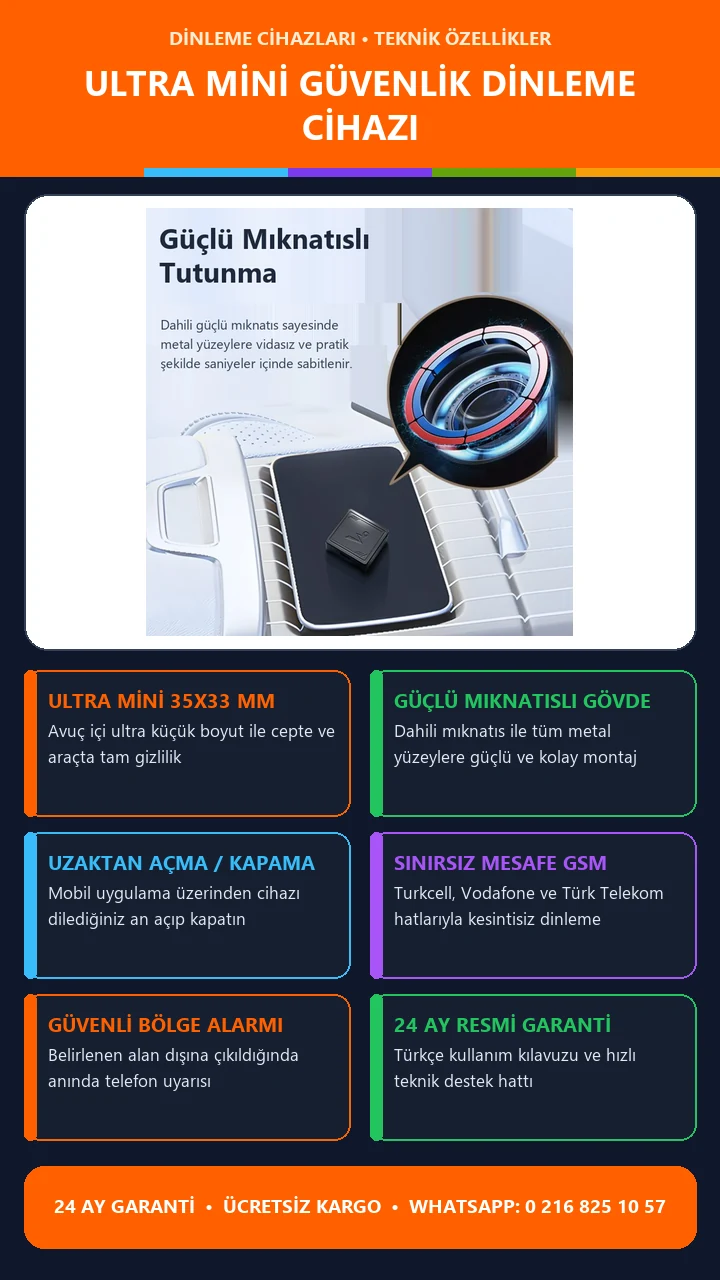 DİNLEME CİHAZLARI • TEKNİK ÖZELLİKLER
ULTRA MİNİ GÜVENLİK DİNLEME
CİHAZI
Güçlü Mıknatıslı
Tutunma
Dahili güçlü mıknatıs sayesinde
metal yüzeylere vidasız ve pratik
şekilde saniyeler içinde sabitlenir.
ULTRA MİNİ 35X33 MM
Avuç içi ultra küçük boyut ile cepte ve
araçta tam gizlilik
GÜÇLÜ MIKNATISLI GÖVDE
Dahili mıknatıs ile tüm metal
yüzeylere güçlü ve kolay montaj
UZAKTAN AÇMA / KAPAMA
Mobil uygulama üzerinden cihazı
dilediğiniz an açıp kapatın
SINIRSIZ MESAFE GSM
Turkcell, Vodafone ve Türk Telekom
hatlarıyla kesintisiz dinleme
GÜVENLİ BÖLGE ALARMI
Belirlenen alan dışına çıkıldığında
anında telefon uyarısı
24 AY RESMİ GARANTİ
Türkçe kullanım kılavuzu ve hızlı
teknik destek hattı
24 AY GARANTİ • ÜCRETSİZ KARGO • WHATSAPP: 0 216 825 10 57